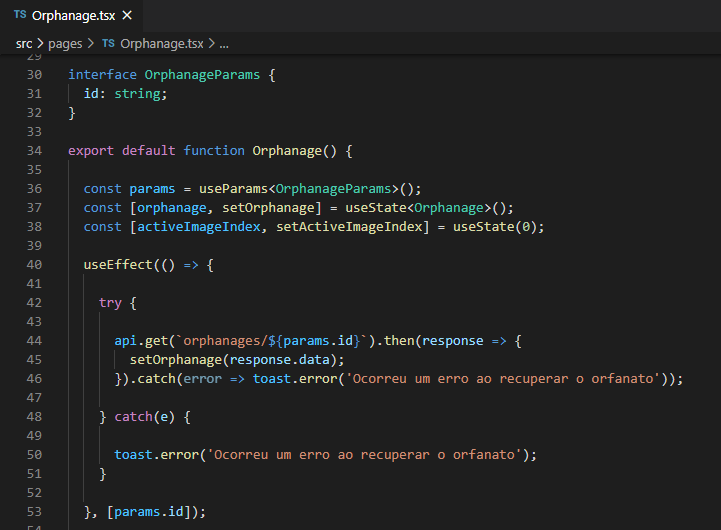 TS Orphanage.tsx ×
src > pages > TS Orphanage.tsx > ...
29
30 interface OrphanageParams {
31 id: string;
32 }
33
34 export default function Orphanage() {
35
36 const params = useParams<OrphanageParams>();
37 const [orphanage, setOrphanage] = useState<Orphanage>();
38 const [activeImageIndex, setActiveImageIndex] = useState(0);
39
40 useEffect(() => {
41
42 try {
43
44 api.get(`orphanages/${params.id}`).then(response => {
45 setOrphanage(response.data);
46 }).catch(error => toast.error('Ocorreu um erro ao recuperar o orfanato'));
47
48 } catch(e) {
49
50 toast.error('Ocorreu um erro ao recuperar o orfanato');
51 }
52
53 }, [params.id]);
54